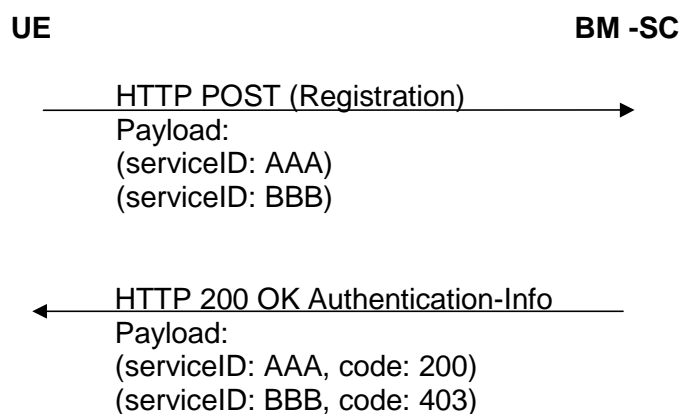 UE BM -SC
HTTP POST (Registration)
Payload:
(serviceID: AAA)
(serviceID: BBB)
HTTP 200 OK Authentication-Info
Payload:
(serviceID: AAA, code: 200)
(serviceID: BBB, code: 403)